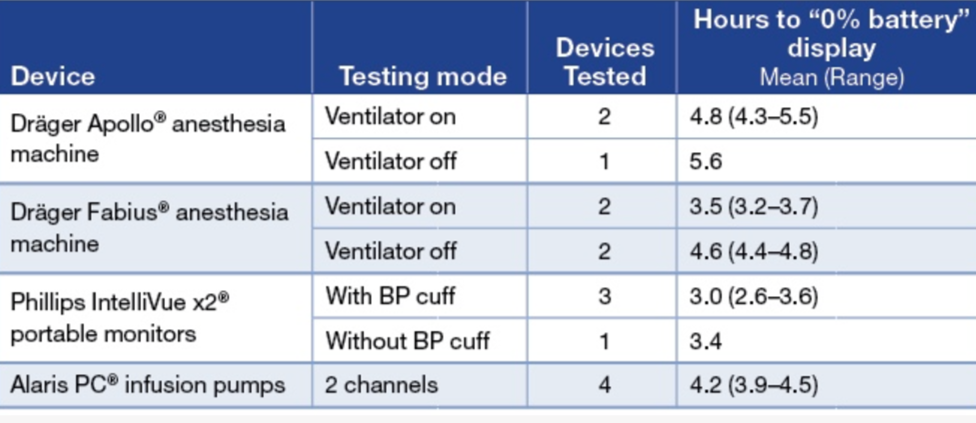 Device Testing mode Devices Tested Hours to “0% battery” display Mean (Range)
Dräger Apollo® anesthesia machine Ventilator on 2 4.8 (4.3–5.5)
Ventilator off 1 5.6
Dräger Fabius® anesthesia machine Ventilator on 2 3.5 (3.2–3.7)
Ventilator off 2 4.6 (4.4–4.8)
Phillips IntelliVue x2® portable monitors With BP cuff 3 3.0 (2.6–3.6)
Without BP cuff 1 3.4
Alaris PC® infusion pumps 2 channels 4 4.2 (3.9–4.5)